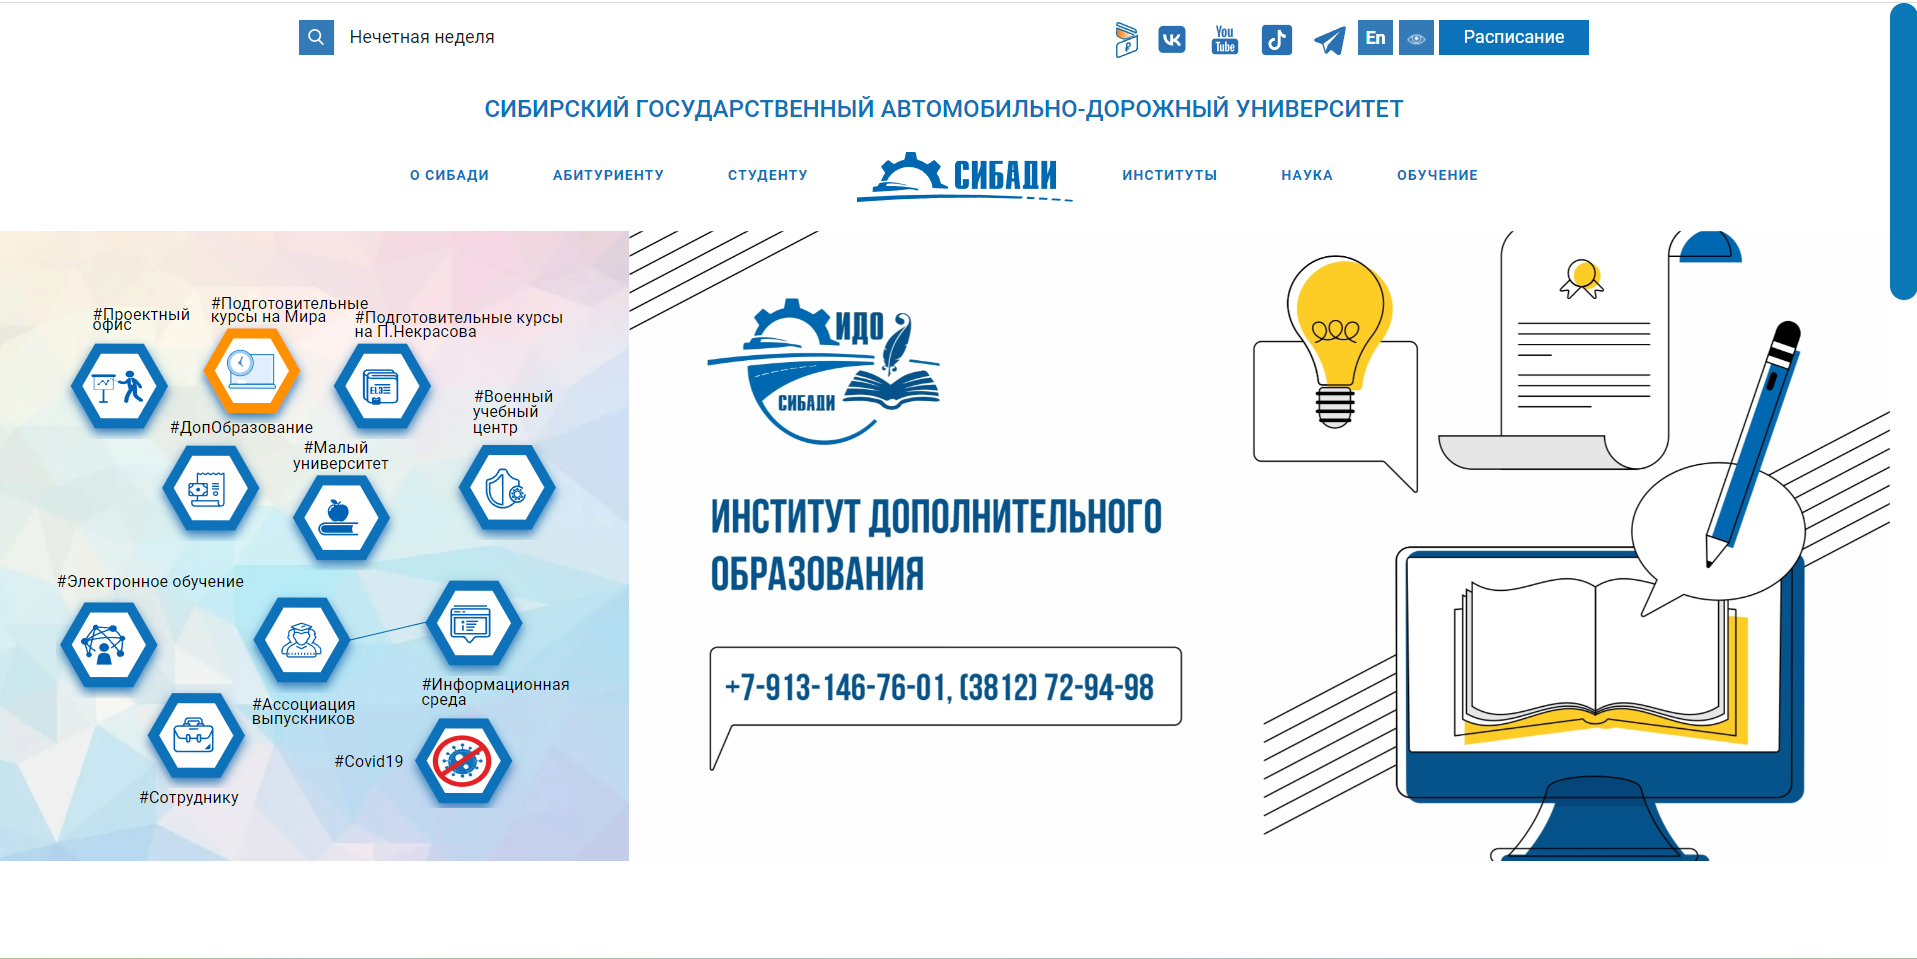 Нечетная неделя
You
Tube
En
Расписание
СИБИРСКИЙ ГОСУДАРСТВЕННЫЙ АВТОМОБИЛЬНО-ДОРОЖНЫЙ УНИВЕРСИТЕТ
О СИБАДИ
АБИТУРИЕНТУ
СТУДЕНТУ
СИБАДИ
ИНСТИТУТЫ
НАУКА
ОБУЧЕНИЕ
#Проектный
офис
#Подготовительные
курсы на Мира
#Подготовительные курсы
на П.Некрасова
#Военный
учебный
центр
#ДопОбразование
#Малый
университет
#Электронное обучение
#Информационная
среда
#Ассоциация
выпускников
#Covid19
#Сотруднику
ИДО
СИБАДИ
ИНСТИТУТ ДОПОЛНИТЕЛЬНОГО
ОБРАЗОВАНИЯ
+7-913-146-76-01, (3812) 72-94-98